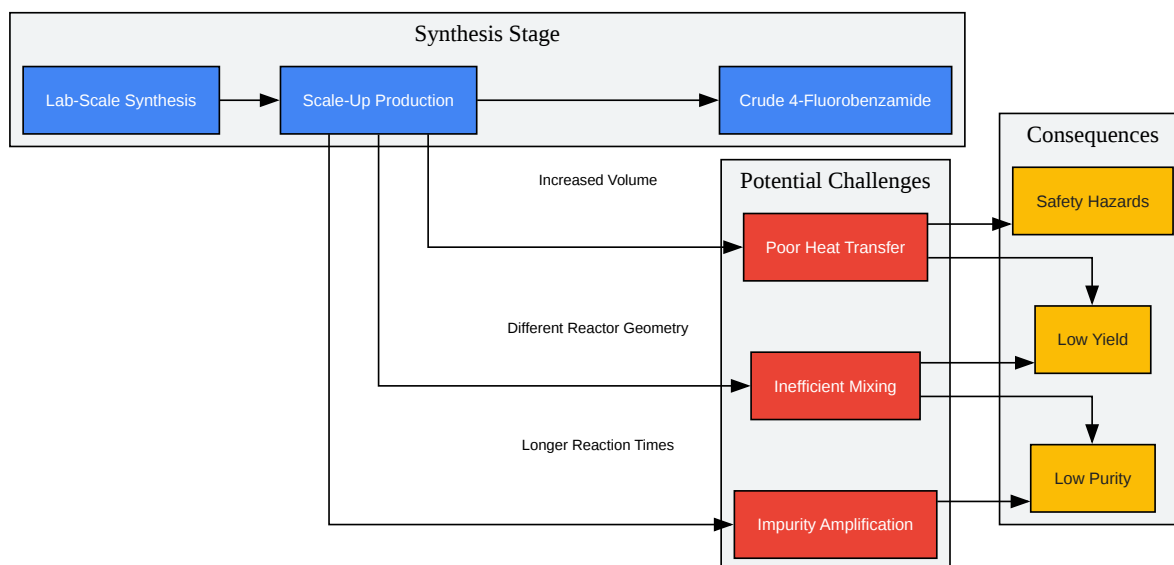 Synthesis Stage
Lab-Scale Synthesis
Scale-Up Production
Crude 4-Fluorobenzamide
Consequences
Increased Volume
Potential Challenges
Safety Hazards
Poor Heat Transfer
Different Reactor Geometry
Low Yield
Inefficient Mixing
Longer Reaction Times
Low Purity
Impurity Amplification